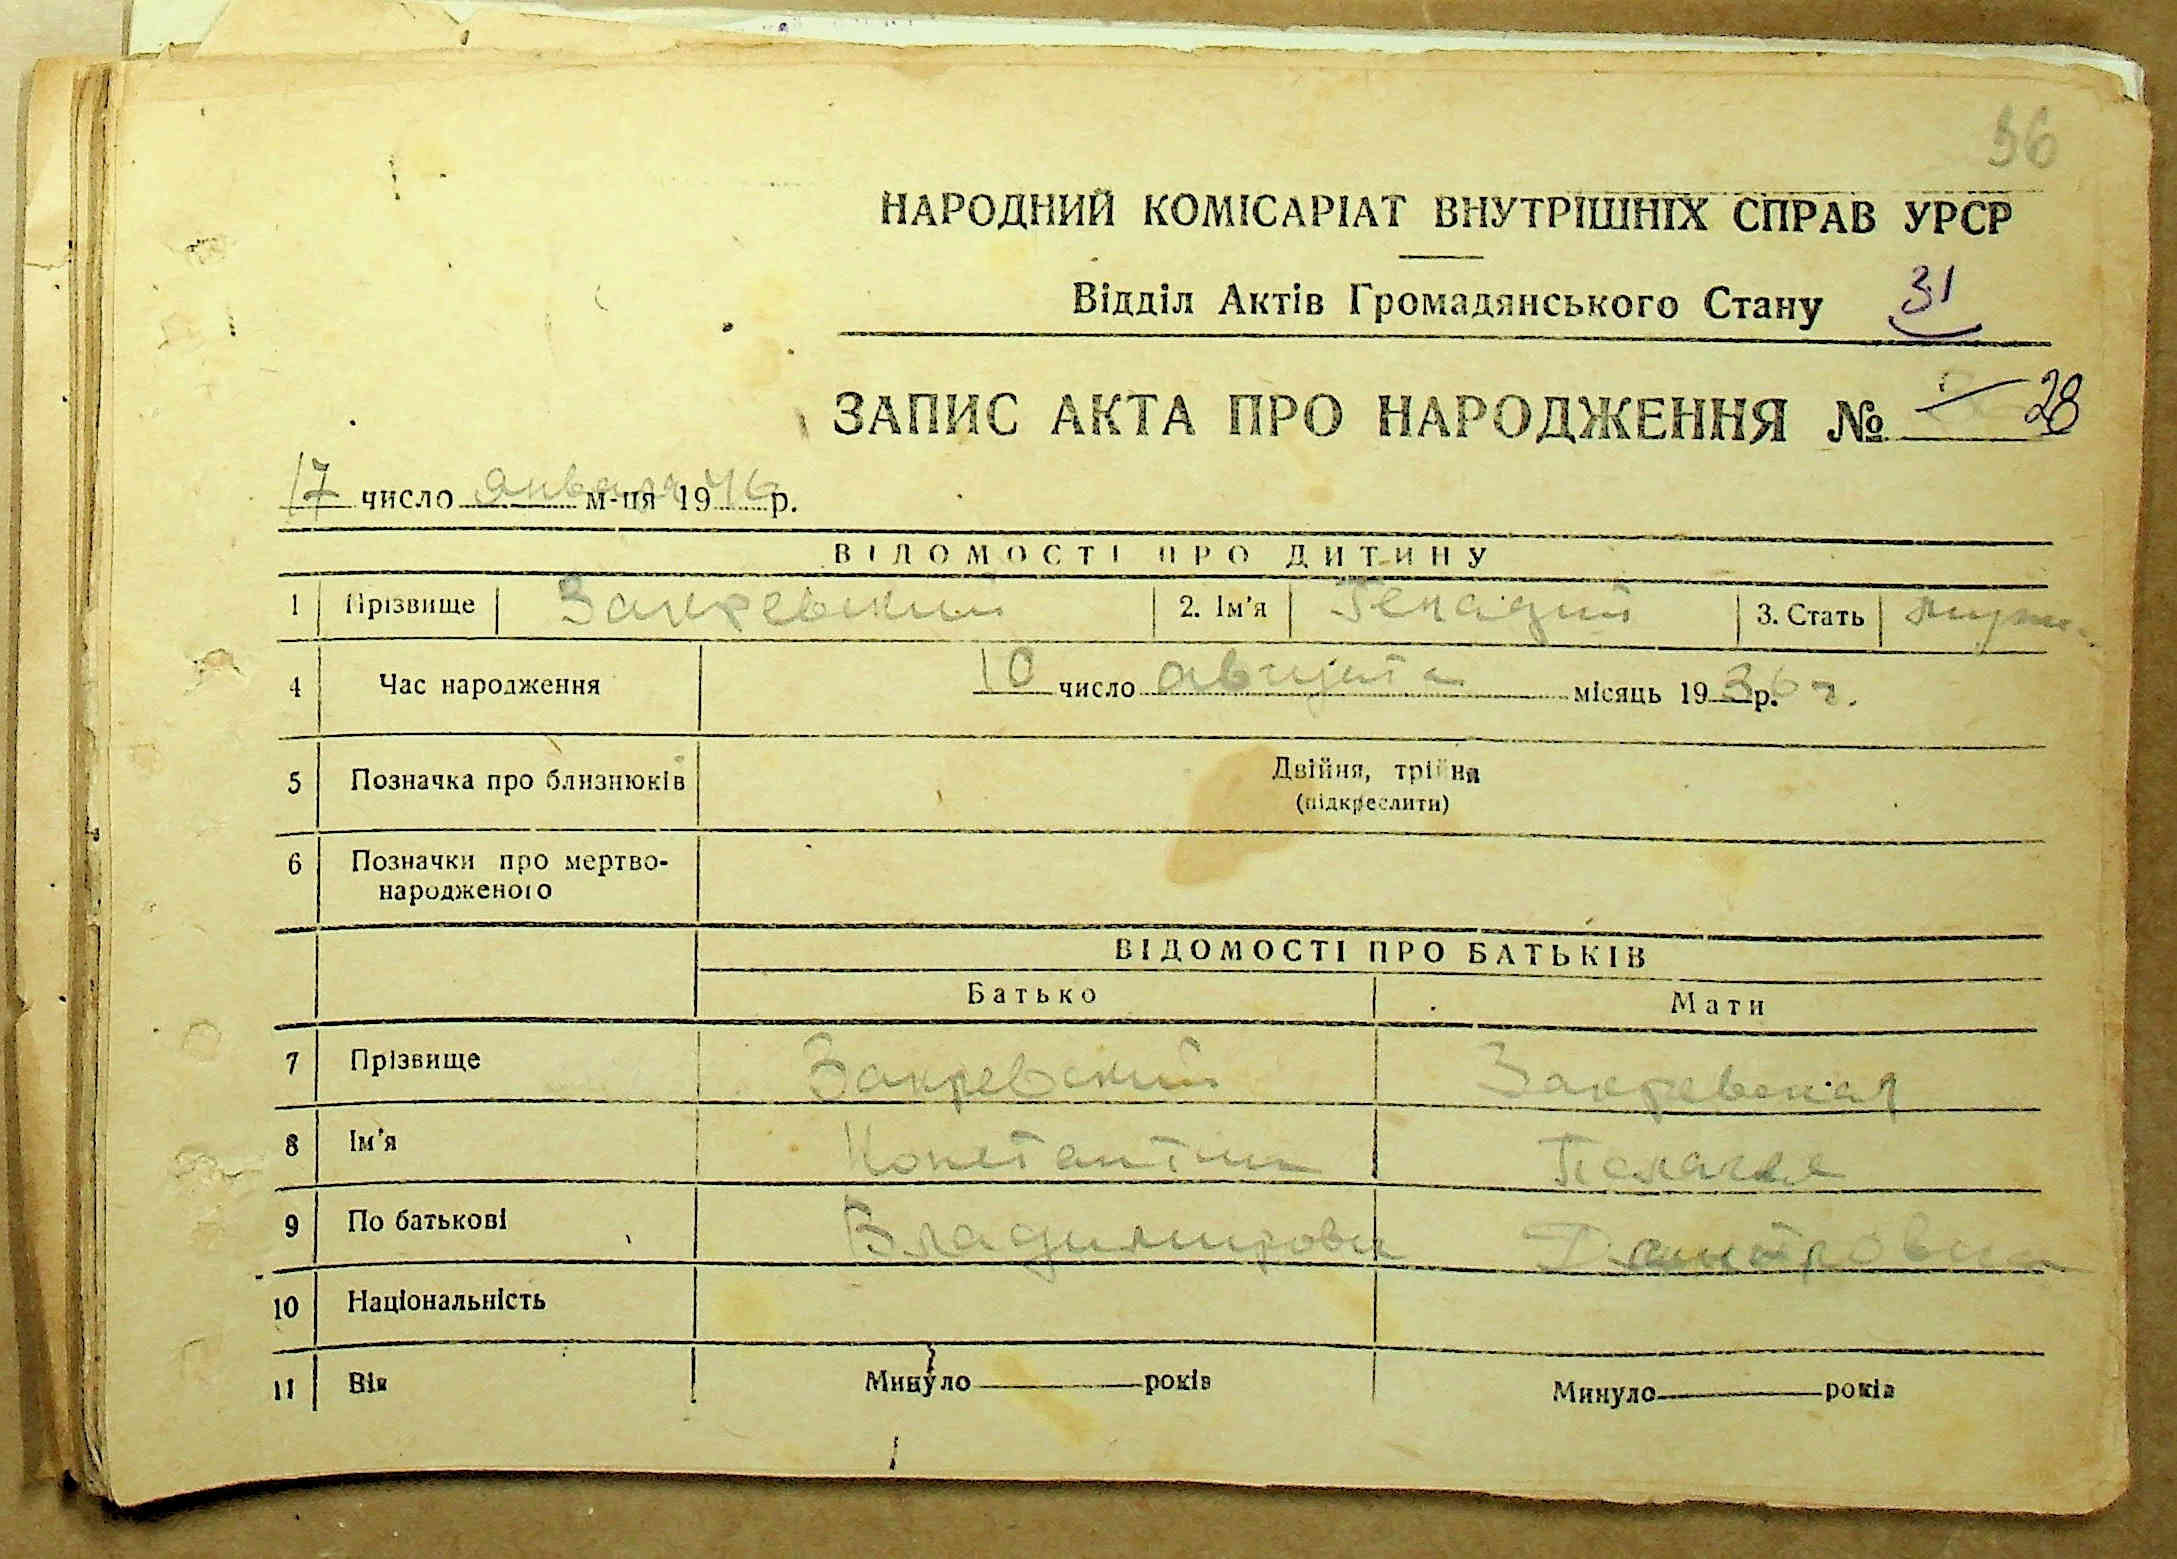 56
НАРОДНИЙ КОМІСАРІАТ ВНУТРІШНІХ СПРАВ УРСР
Відділ Актів Громадянського Стану 31
ЗАПИС АКТА ПРО НАРОДЖЕННЯ № 28
17 число января м-ця 1946 р.
ВІДОМОСТІ ПРО ДИТИНУ
1 Прізвище Закревский 2. Ім'я Генадий 3. Стать муж.
4 Час народження 10 число августа місяць 1936 р. г.
5 Позначка про близнюків Двійня, трійня
(підкреслити)
6 Позначки про мертво-
народженого
ВІДОМОСТІ ПРО БАТЬКІВ
Батько Мати
7 Прізвище Закревский Закревская
8 Ім'я Константин Пелагея
9 По батькові Владимирович Дмитровна
10 Національність
11 Вік Минуло років Минуло років